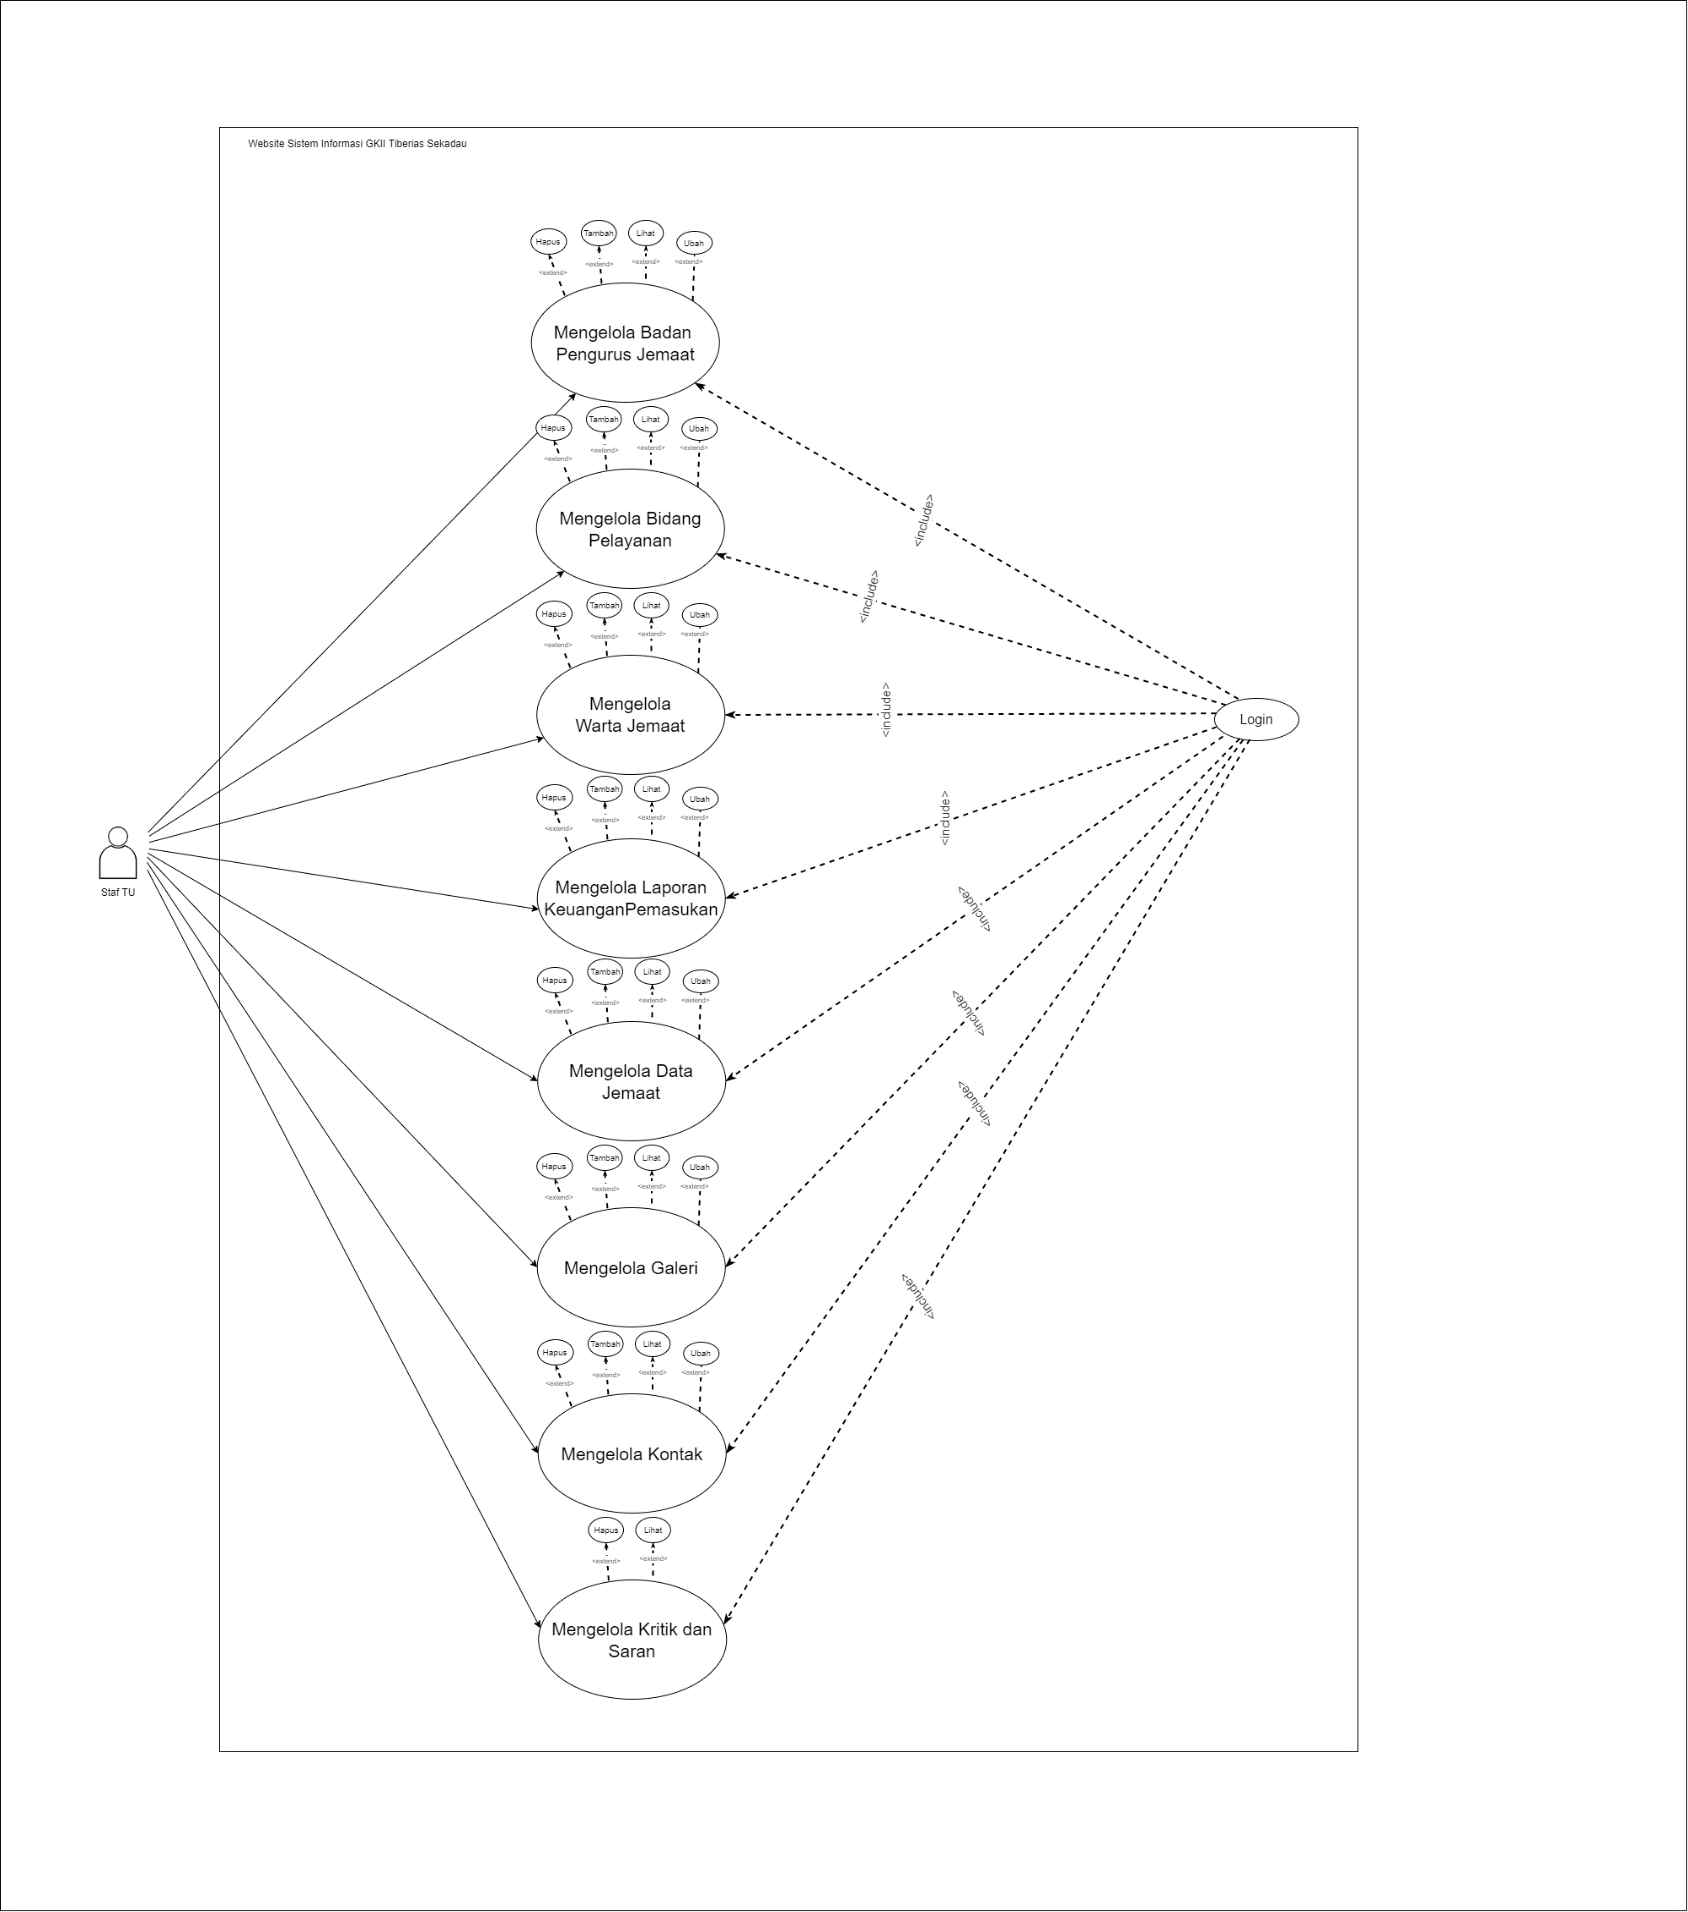 Website Sistem Informasi GKII Tiberias Sekadau
Hapus
Tambah
Lihat
Ubah
<extend>
<extend>
<extend>
<extend>
Mengelola Badan
Pengurus Jemaat
Hapus
Tambah
Lihat
Ubah
<extend>
<extend>
<extend>
<extend>
Mengelola Bidang
Pelayanan
<include>
<include>
Hapus
Tambah
Lihat
Ubah
<extend>
<extend>
<extend>
<extend>
Mengelola
Warta Jemaat
<include>
Login
Hapus
Tambah
Lihat
Ubah
<extend>
<extend>
<extend>
<extend>
<include>
Staf TU
Mengelola Laporan
KeuanganPemasukan
<include>
Hapus
Tambah
Lihat
Ubah
<extend>
<extend>
<extend>
<extend>
<include>
Mengelola Data
Jemaat
<include>
Hapus
Tambah
Lihat
Ubah
<extend>
<extend>
<extend>
<extend>
Mengelola Galeri
<include>
Hapus
Tambah
Lihat
Ubah
<extend>
<extend>
<extend>
<extend>
Mengelola Kontak
Hapus
Lihat
<extend>
<extend>
Mengelola Kritik dan
Saran